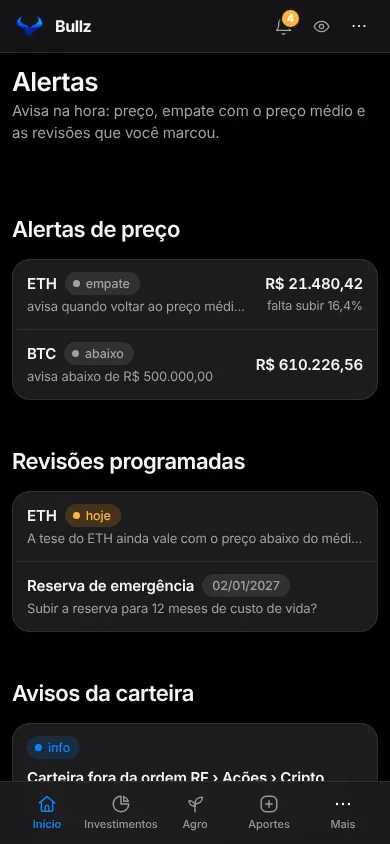 Bullz
4
Alertas
Avisa na hora: preço, empate com o preço médio e
as revisões que você marcou.
Alertas de preço
ETH empate R$ 21.480,42
avisa quando voltar ao preço médi... falta subir 16,4%
BTC abaixo R$ 610.226,56
avisa abaixo de R$ 500.000,00
Revisões programadas
ETH hoje
A tese do ETH ainda vale com o preço abaixo do médi...
Reserva de emergência 02/01/2027
Subir a reserva para 12 meses de custo de vida?
Avisos da carteira
info
Carteira fora da ordem RF › Ações › Cripto
Início Investimentos Agro Aportes Mais